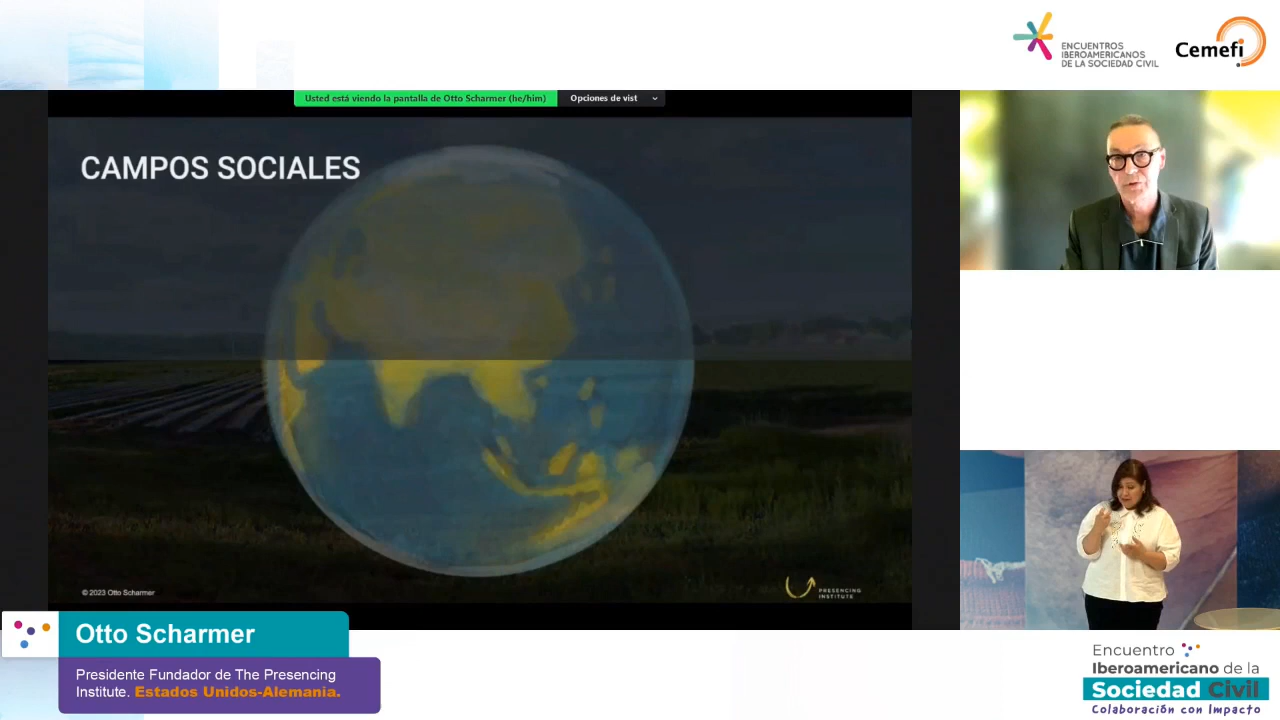 ENCUENTROS
IBEROAMERICANOS
DE LA SOCIEDAD CIVIL
Cemefi
Usted está viendo la pantalla de Otto Scharmer (he/him)
Opciones de vist
CAMPOS SOCIALES
© 2023 Otto Scharmer
PRESENCING
INSTITUTE
Otto Scharmer
Presidente Fundador de The Presencing
Institute. Estados Unidos-Alemania.
Encuentro
Iberoamericano de la
Sociedad Civil
Colaboración con Impacto